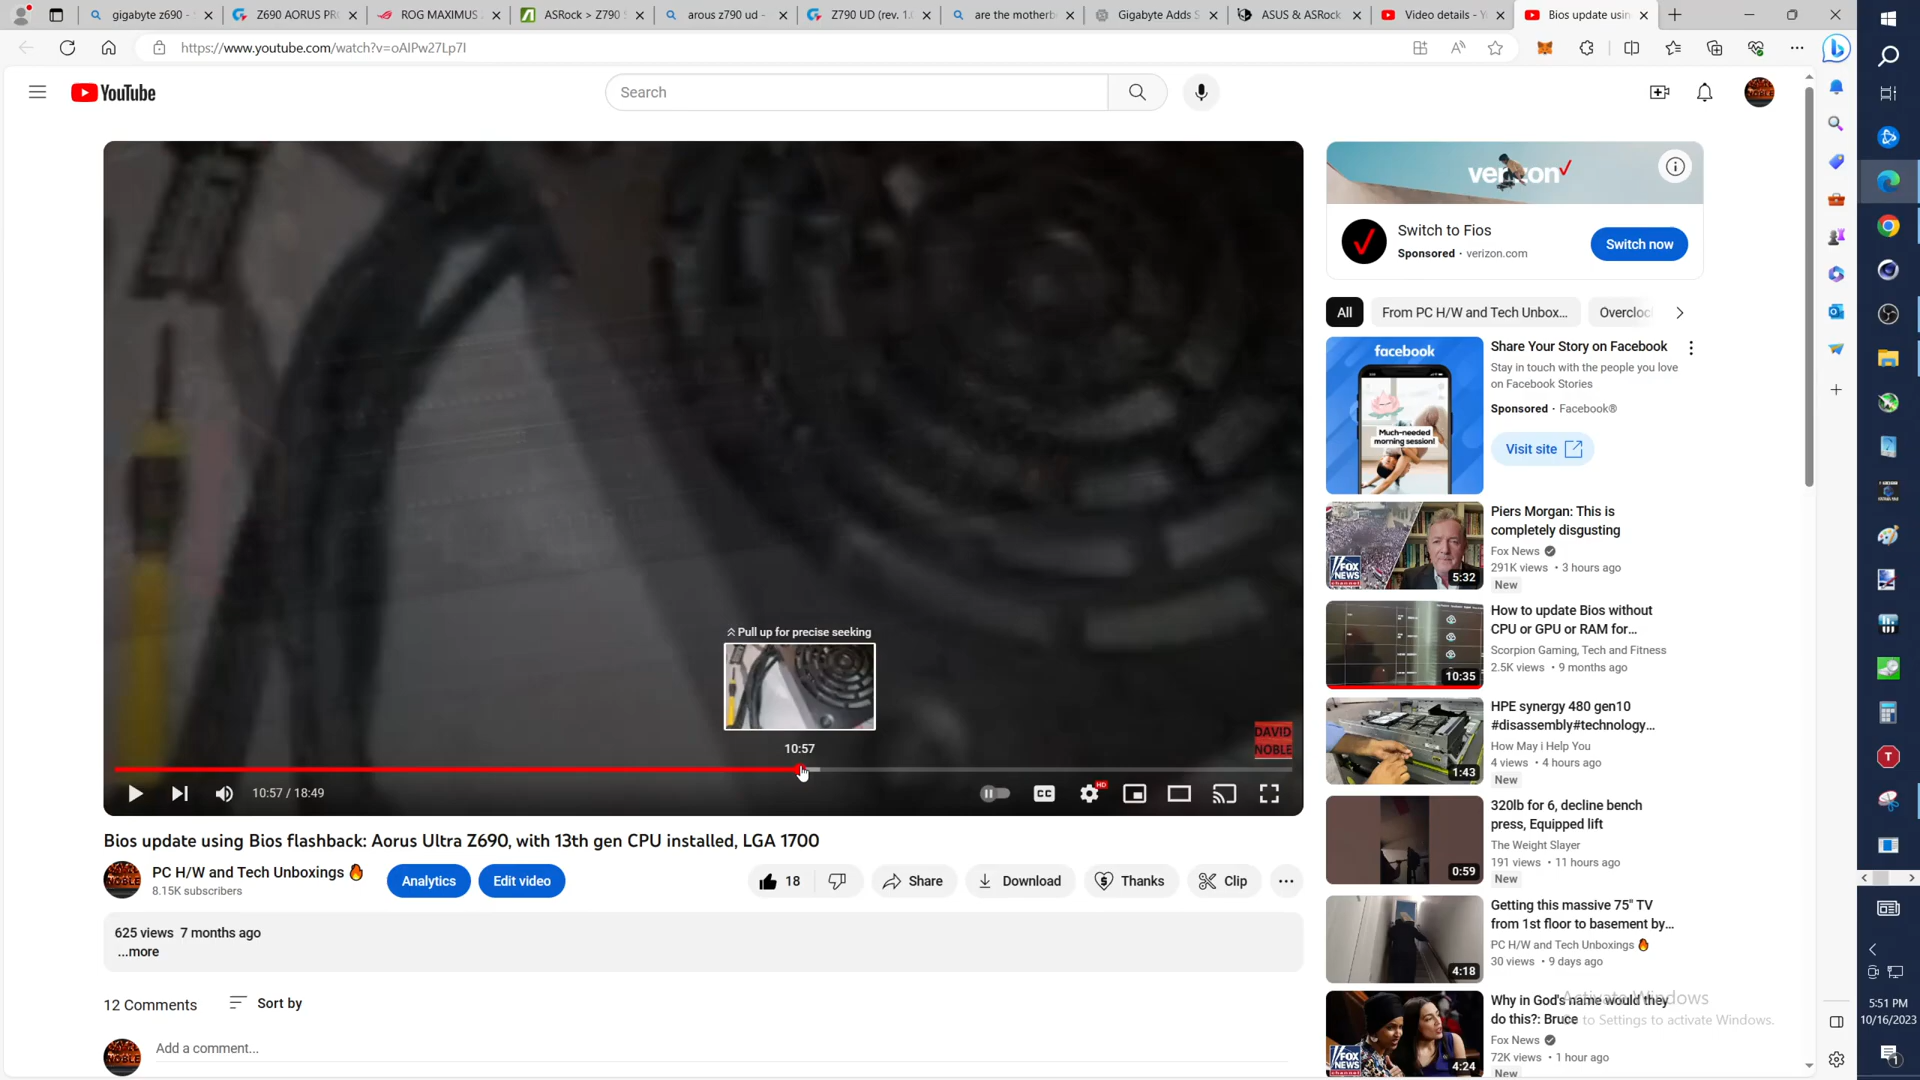 gigabyte z690 -
Z690 AORUS PR
ROG MAXIMUS
ASRock > Z790
arous z790 ud -
Z790 UD (rev. 1.
are the motherb
Gigabyte Adds
ASUS & ASRock
Video details - Y
Bios update usin
https://www.youtube.com/watch?v=oAIPw27Lp7I
YouTube
Search
verizon
Switch to Fios
Sponsored · verizon.com
Switch now
All
From PC H/W and Tech Unbox...
Overcloc
facebook
Much-needed
morning session!
Share Your Story on Facebook
Stay in touch with the people you love
on Facebook Stories
Sponsored · Facebook®
Visit site
FOX
NEWS
channel
5:32
Piers Morgan: This is
completely disgusting
Fox News
291K views · 3 hours ago
New
10:35
How to update Bios without
CPU or GPU or RAM for...
Scorpion Gaming, Tech and Fitness
2.5K views · 9 months ago
1:43
HPE synergy 480 gen10
#disassembly#technology...
How May i Help You
4 views · 4 hours ago
New
0:59
320lb for 6, decline bench
press, Equipped lift
The Weight Slayer
191 views · 11 hours ago
New
4:18
Getting this massive 75" TV
from 1st floor to basement by...
PC H/W and Tech Unboxings 🔥
30 views · 9 days ago
FOX
NEWS
channel
4:24
Why in God's name would they
do this?: Bruce
Fox News
72K views · 1 hour ago
New
Activate Windows
Go to Settings to activate Windows.
Pull up for precise seeking
10:57
DAVID
NOBLE
10:57 / 18:49
CC
HD
Bios update using Bios flashback: Aorus Ultra Z690, with 13th gen CPU installed, LGA 1700
PC H/W and Tech Unboxings 🔥
8.15K subscribers
Analytics
Edit video
18
Share
Download
Thanks
Clip
625 views 7 months ago
...more
12 Comments
Sort by
Add a comment...
5:51 PM
10/16/2023
1